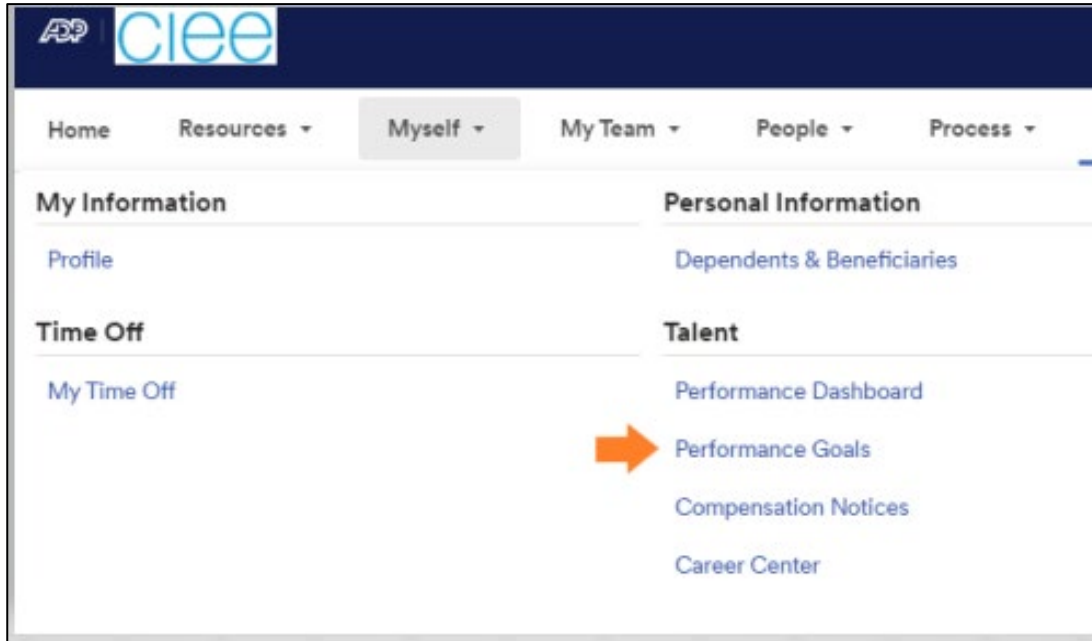 ADP ciee
Home Resources Myself My Team People Process
My Information
Personal Information
Profile
Dependents & Beneficiaries
Time Off
Talent
My Time Off
Performance Dashboard
Performance Goals
Compensation Notices
Career Center